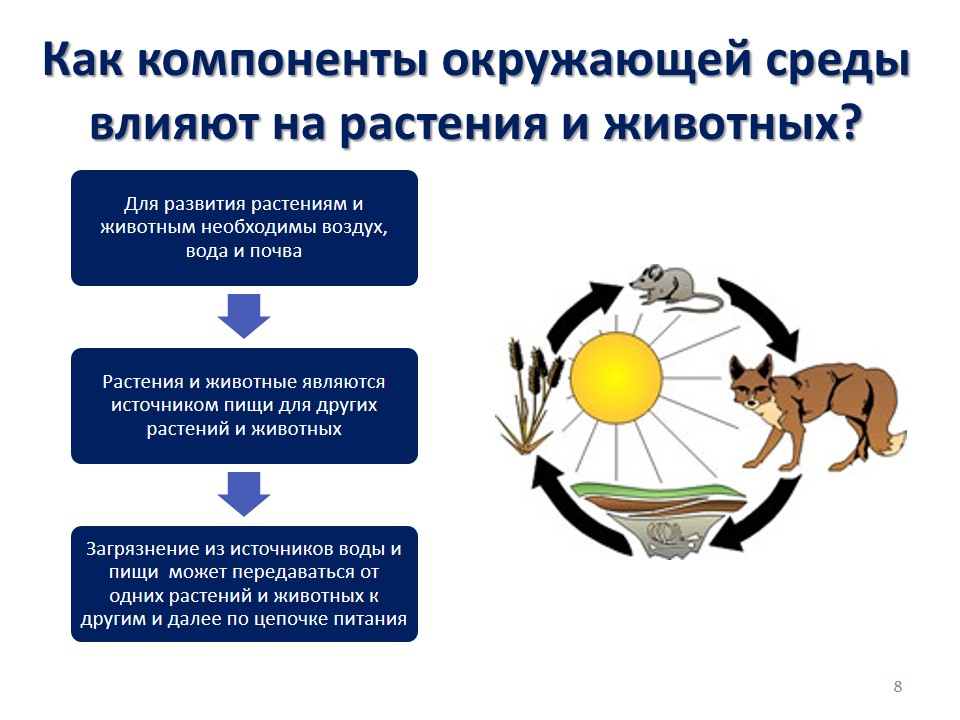 Как компоненты окружающей среды
влияют на растения и животных?
Для развития растениям и
животным необходимы воздух,
вода и почва
Растения и животные являются
источником пищи для других
растений и животных
Загрязнение из источников воды и
пищи  может передаваться от
одних растений и животных к
другим и далее по цепочке питания
8